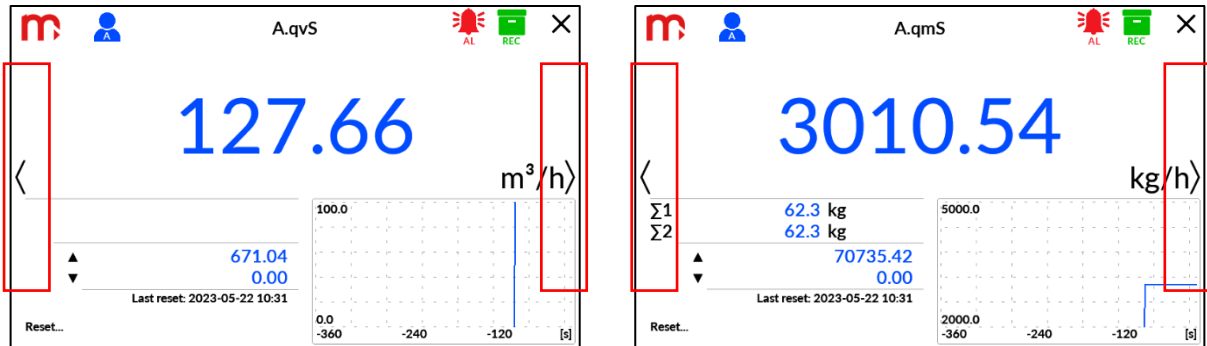 m A A.qvS AL REC ×
127.66
〈 m³/h 〉
100.0
▲ 671.04
▼ 0.00
Last reset: 2023-05-22 10:31
Reset...
0.0
-360 -240 -120 [s]
m A A.qmS AL REC ×
3010.54
〈 kg/h 〉
∑1 62.3 kg
∑2 62.3 kg
5000.0
▲ 70735.42
▼ 0.00
Last reset: 2023-05-22 10:31
Reset...
2000.0
-360 -240 -120 [s]